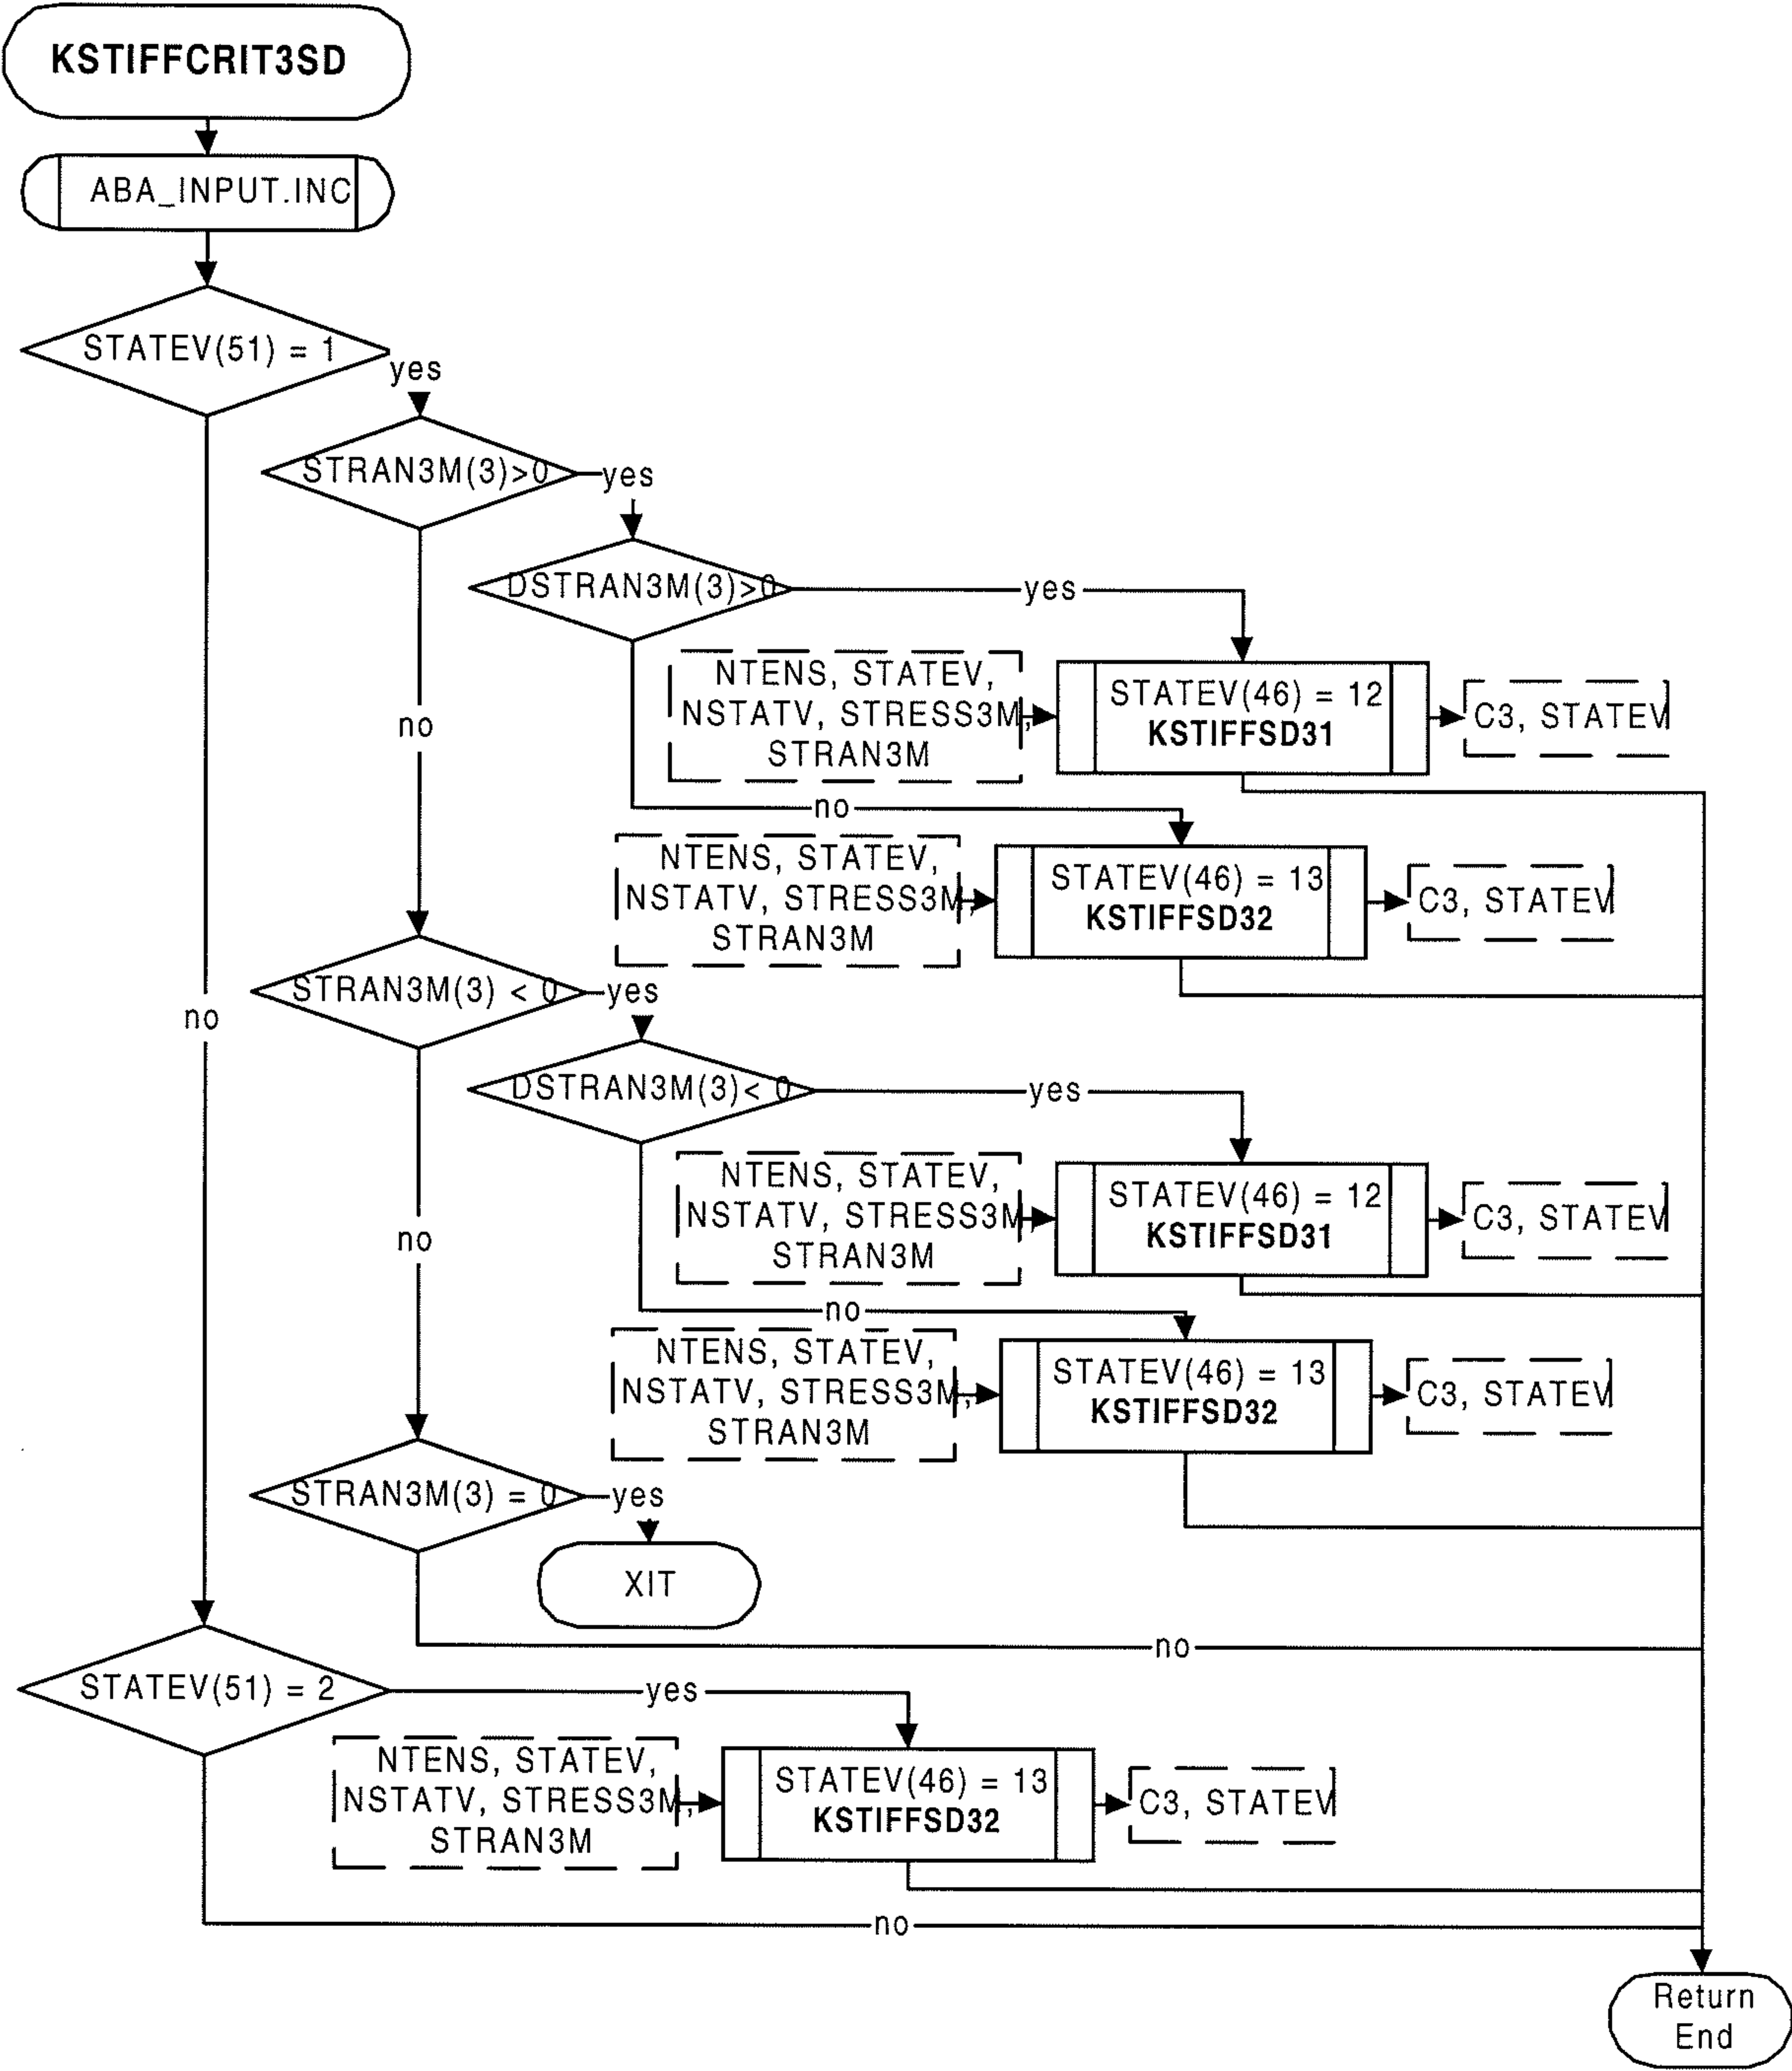 KSTIFFCRIT3SD
ABA_INPUT.INC
STATEV(51) = 1
yes
STRAN3M(3)>0
yes
DSTRAN3M(3)>0
yes
NTENS, STATEV,
NSTATV, STRESS3M,
STRAN3M
STATEV(46) = 12
KSTIFFSD31
C3, STATEV
no
no
NTENS, STATEV,
NSTATV, STRESS3M,
STRAN3M
STATEV(46) = 13
KSTIFFSD32
C3, STATEV
STRAN3M(3) < 0
yes
no
DSTRAN3M(3)< 0
yes
NTENS, STATEV,
NSTATV, STRESS3M,
STRAN3M
STATEV(46) = 12
KSTIFFSD31
C3, STATEV
no
no
NTENS, STATEV,
NSTATV, STRESS3M,
STRAN3M
STATEV(46) = 13
KSTIFFSD32
C3, STATEV
STRAN3M(3) = 0
yes
XIT
no
STATEV(51) = 2
yes
NTENS, STATEV,
NSTATV, STRESS3M,
STRAN3M
STATEV(46) = 13
KSTIFFSD32
C3, STATEV
no
Return
End